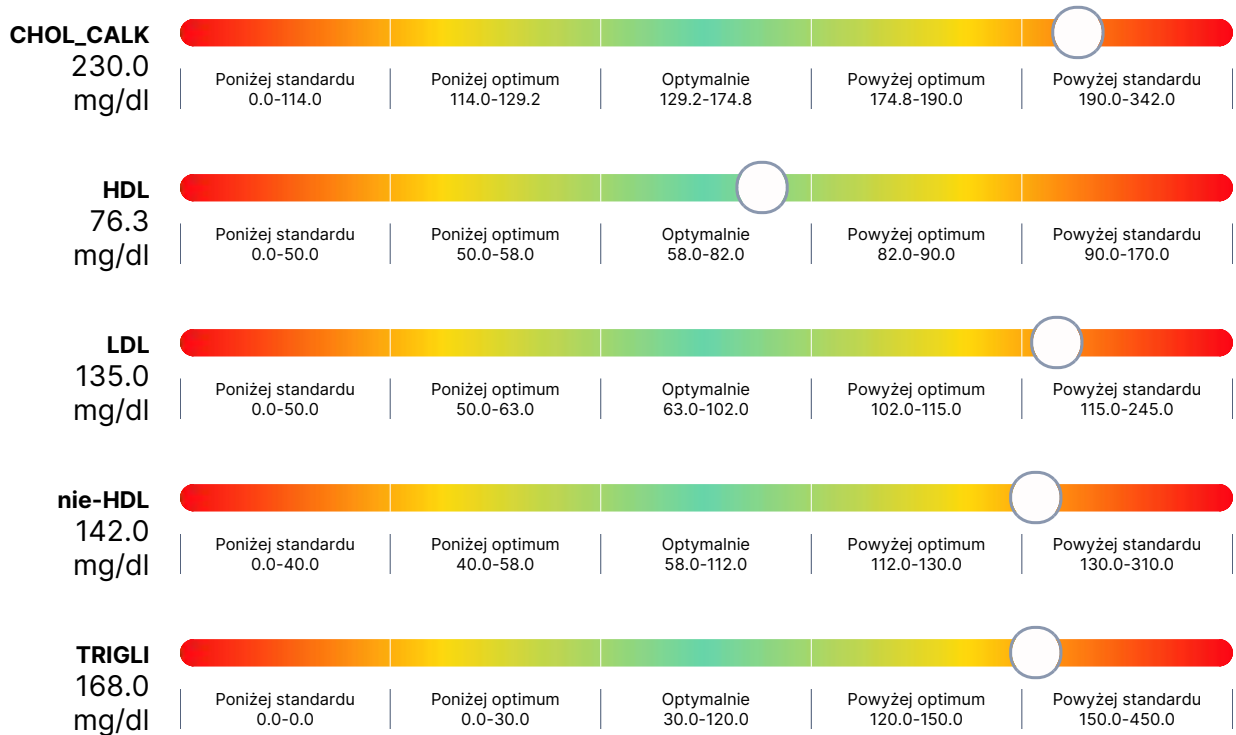 CHOL_CALK
230.0
mg/dl
Poniżej standardu
0.0-114.0
Poniżej optimum
114.0-129.2
Optymalnie
129.2-174.8
Powyżej optimum
174.8-190.0
Powyżej standardu
190.0-342.0
HDL
76.3
mg/dl
Poniżej standardu
0.0-50.0
Poniżej optimum
50.0-58.0
Optymalnie
58.0-82.0
Powyżej optimum
82.0-90.0
Powyżej standardu
90.0-170.0
LDL
135.0
mg/dl
Poniżej standardu
0.0-50.0
Poniżej optimum
50.0-63.0
Optymalnie
63.0-102.0
Powyżej optimum
102.0-115.0
Powyżej standardu
115.0-245.0
nie-HDL
142.0
mg/dl
Poniżej standardu
0.0-40.0
Poniżej optimum
40.0-58.0
Optymalnie
58.0-112.0
Powyżej optimum
112.0-130.0
Powyżej standardu
130.0-310.0
TRIGLI
168.0
mg/dl
Poniżej standardu
0.0-0.0
Poniżej optimum
0.0-30.0
Optymalnie
30.0-120.0
Powyżej optimum
120.0-150.0
Powyżej standardu
150.0-450.0